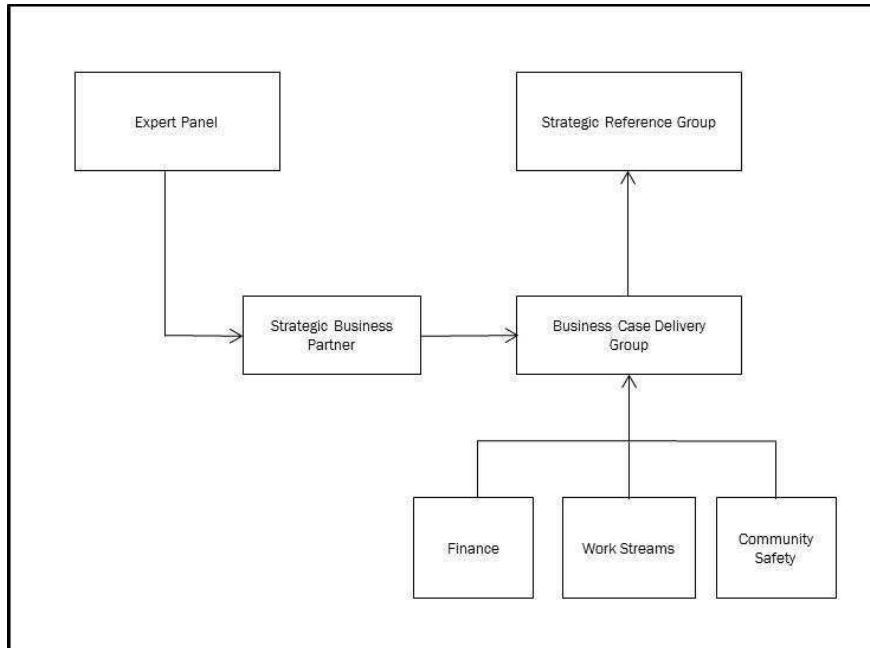 Expert Panel
Strategic Reference Group
Strategic Business
Partner
Business Case Delivery
Group
Finance
Work Streams
Community
Safety